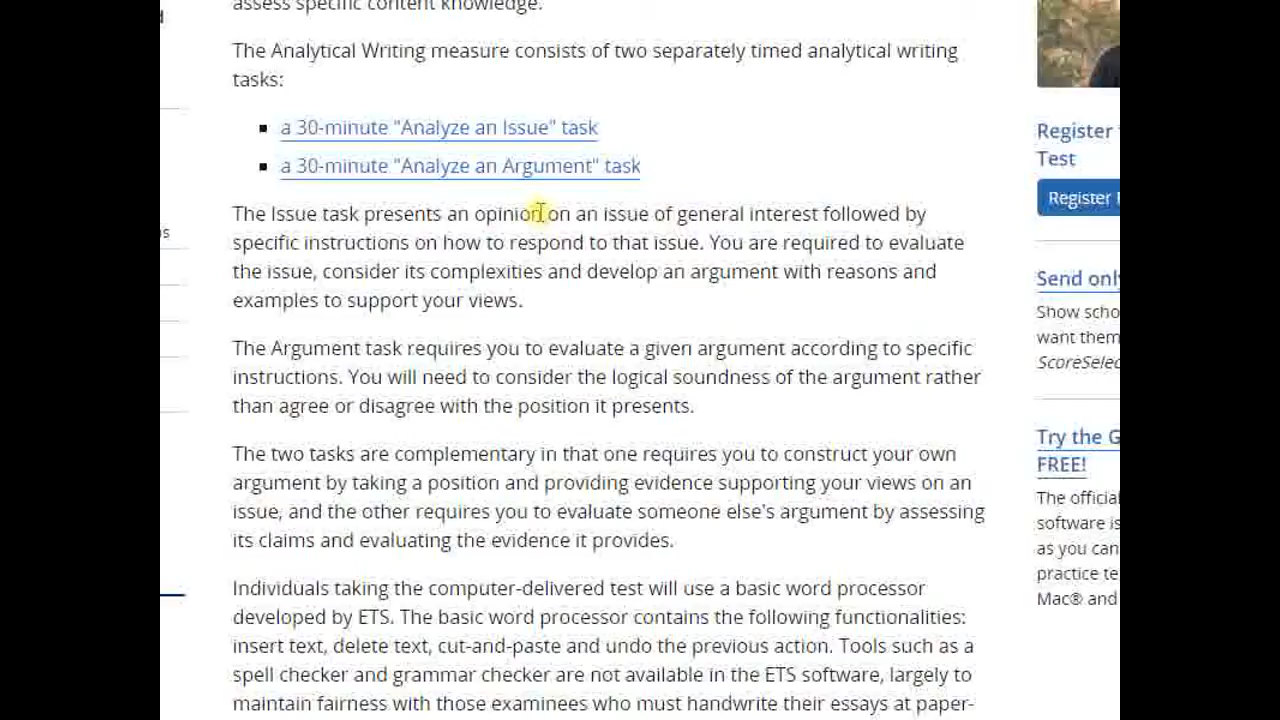 assess specific content knowledge.
The Analytical Writing measure consists of two separately timed analytical writing
tasks:
a 30-minute "Analyze an Issue" task
a 30-minute "Analyze an Argument" task
The Issue task presents an opinion on an issue of general interest followed by
specific instructions on how to respond to that issue. You are required to evaluate
the issue, consider its complexities and develop an argument with reasons and
examples to support your views.
The Argument task requires you to evaluate a given argument according to specific
instructions. You will need to consider the logical soundness of the argument rather
than agree or disagree with the position it presents.
The two tasks are complementary in that one requires you to construct your own
argument by taking a position and providing evidence supporting your views on an
issue, and the other requires you to evaluate someone else's argument by assessing
its claims and evaluating the evidence it provides.
Individuals taking the computer-delivered test will use a basic word processor
developed by ETS. The basic word processor contains the following functionalities:
insert text, delete text, cut-and-paste and undo the previous action. Tools such as a
spell checker and grammar checker are not available in the ETS software, largely to
maintain fairness with those examinees who must handwrite their essays at paper-
Register
Test
Register
Send only
Show scho
want them
ScoreSelec
Try the G
FREE!
The official
software is
as you can
practice te
Mac® and